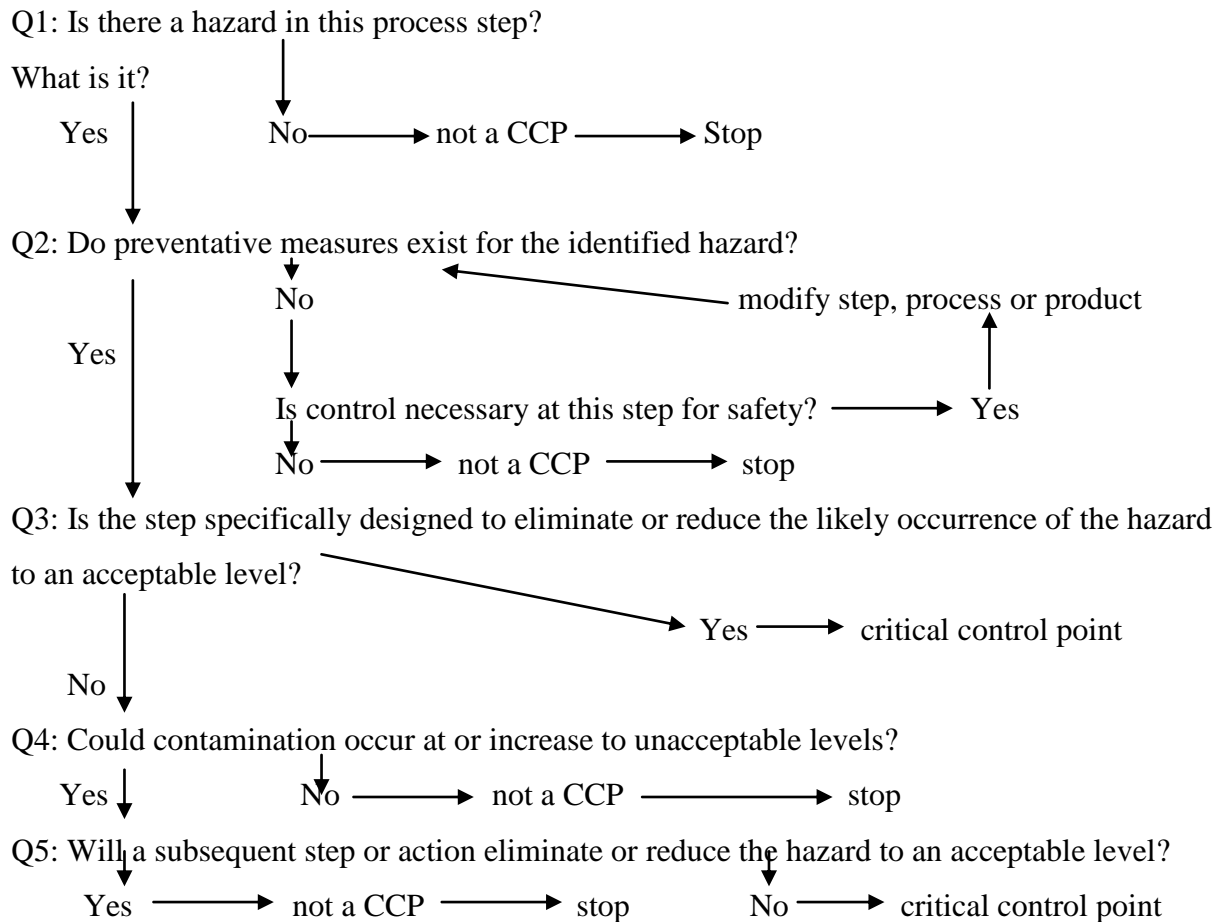 Q1: Is there a hazard in this process step?
What is it?
Yes No not a CCP Stop
Q2: Do preventative measures exist for the identified hazard?
No modify step, process or product
Yes
Is control necessary at this step for safety? Yes
No not a CCP stop
Q3: Is the step specifically designed to eliminate or reduce the likely occurrence of the hazard
to an acceptable level?
Yes critical control point
No
Q4: Could contamination occur at or increase to unacceptable levels?
Yes No not a CCP stop
Q5: Will a subsequent step or action eliminate or reduce the hazard to an acceptable level?
Yes not a CCP stop No critical control point